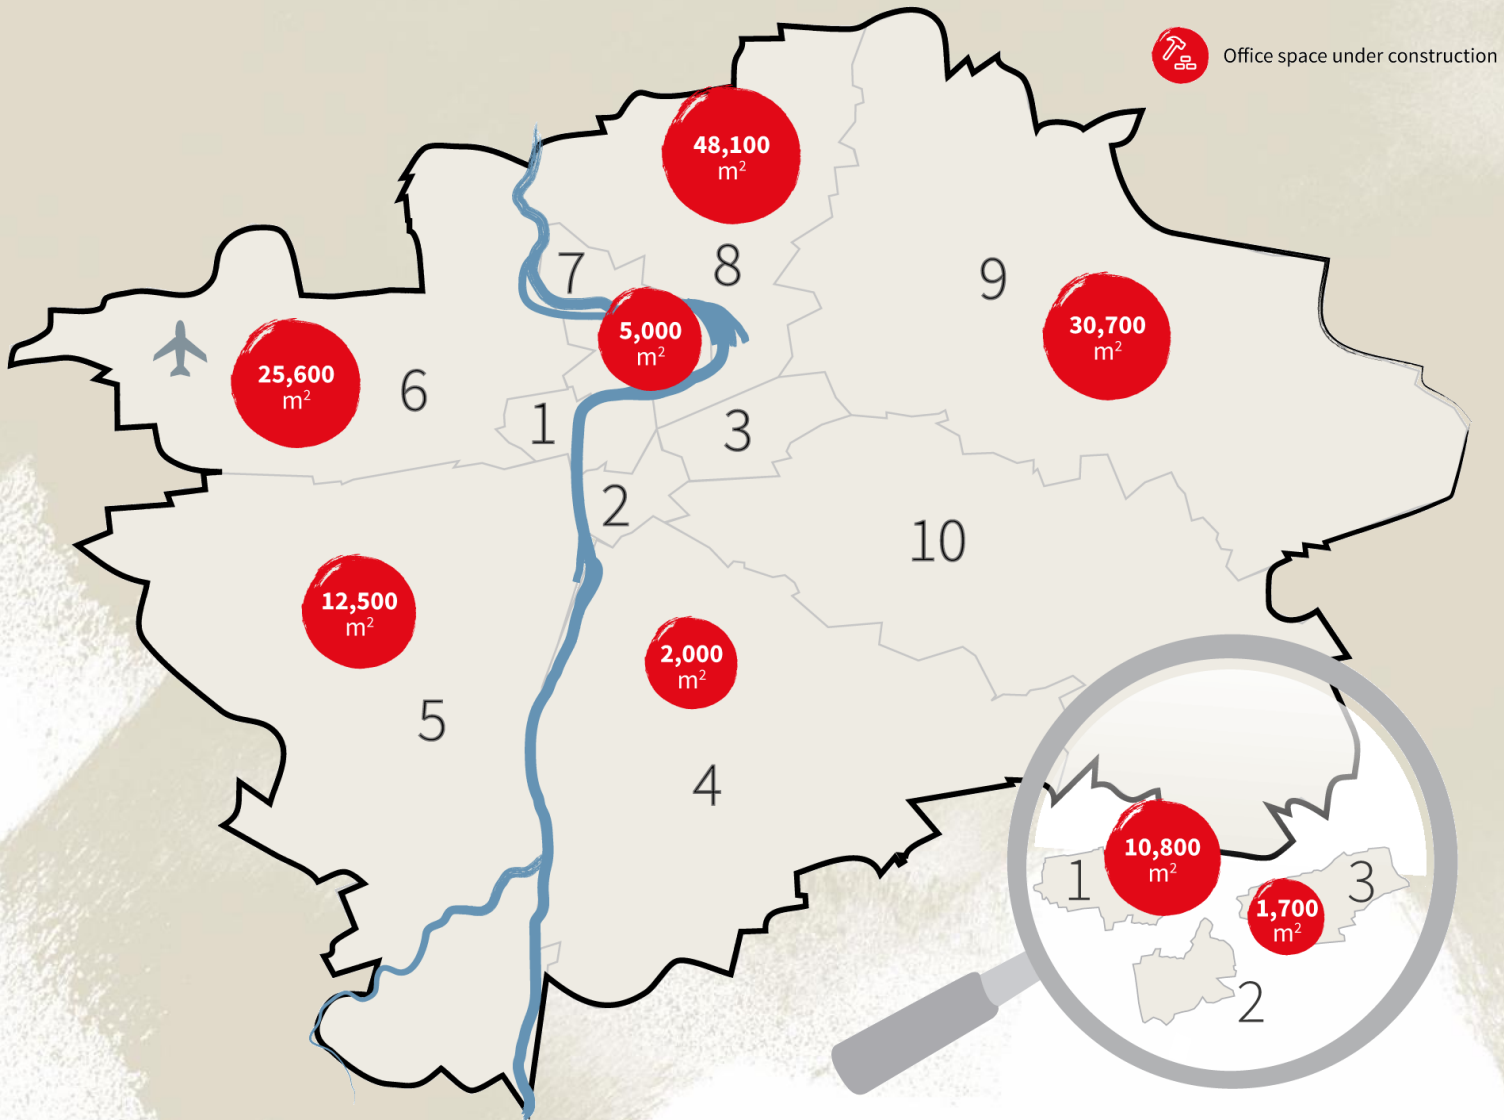 Office space under construction
48,100
m²
7
8
9
5,000
m²
30,700
m²
25,600
m²
6
1
3
2
10
12,500
m²
2,000
m²
5
4
10,800
m²
1
3
1,700
m²
2